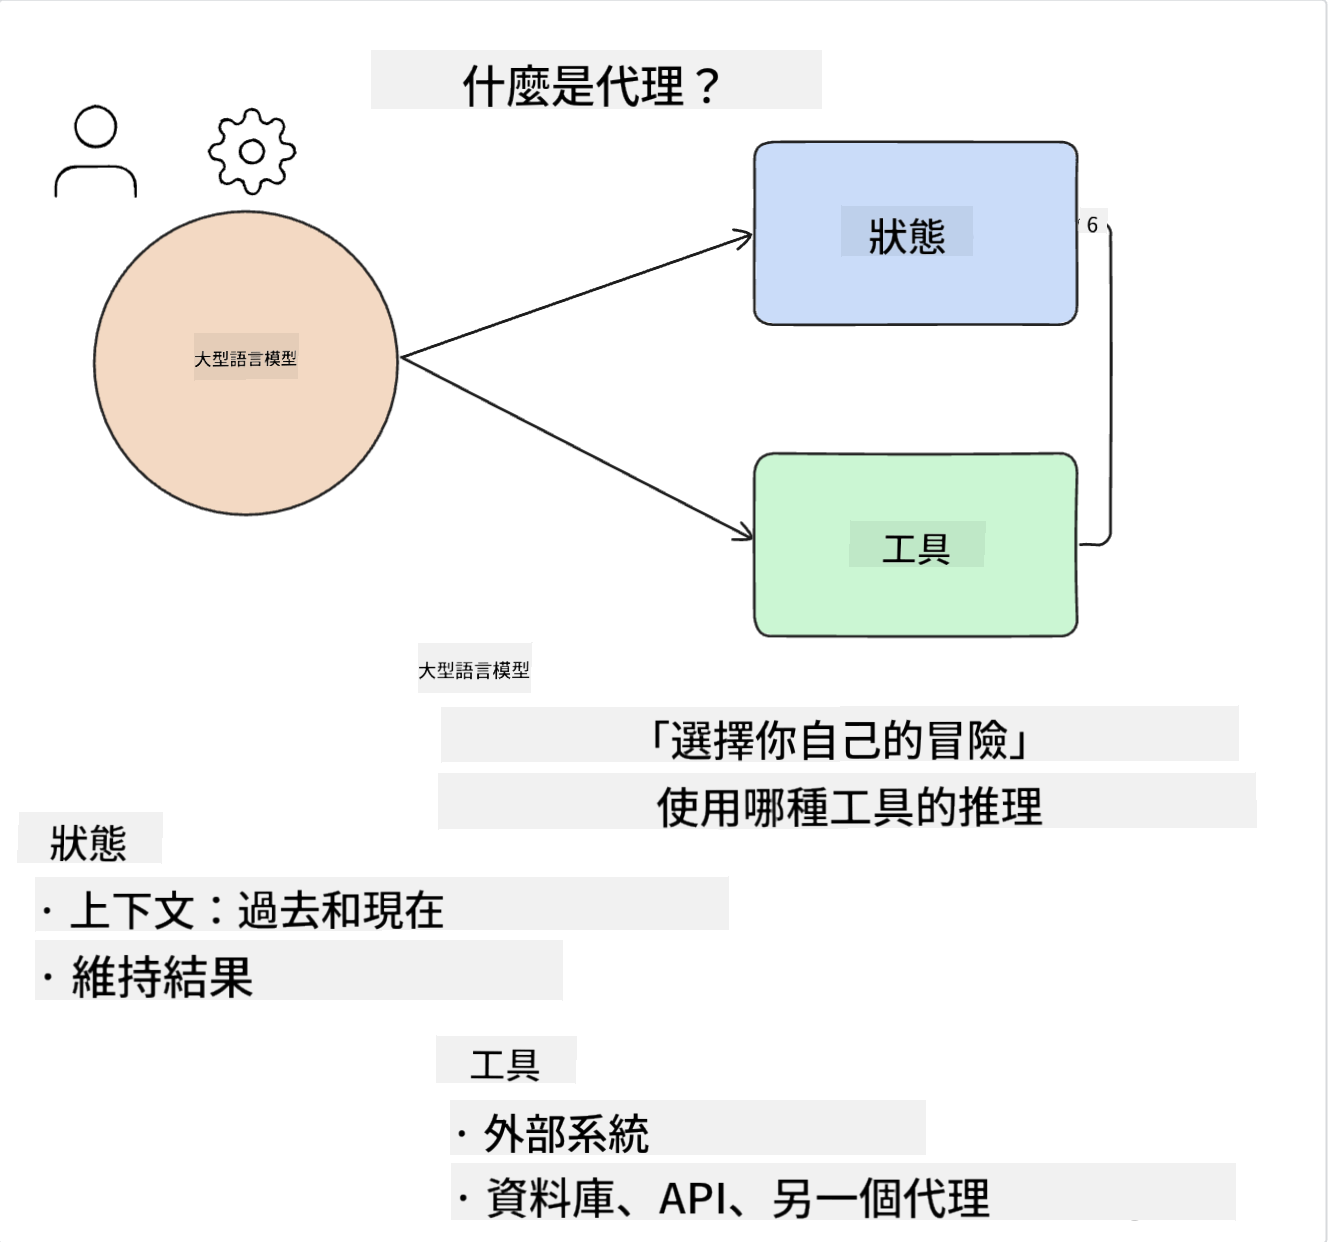 什麼是代理？
狀態
6
大型語言模型
工具
大型語言模型
「選擇你自己的冒險」
使用哪種工具的推理
狀態
· 上下文：過去和現在
· 維持結果
工具
· 外部系統
· 資料庫、API、另一個代理